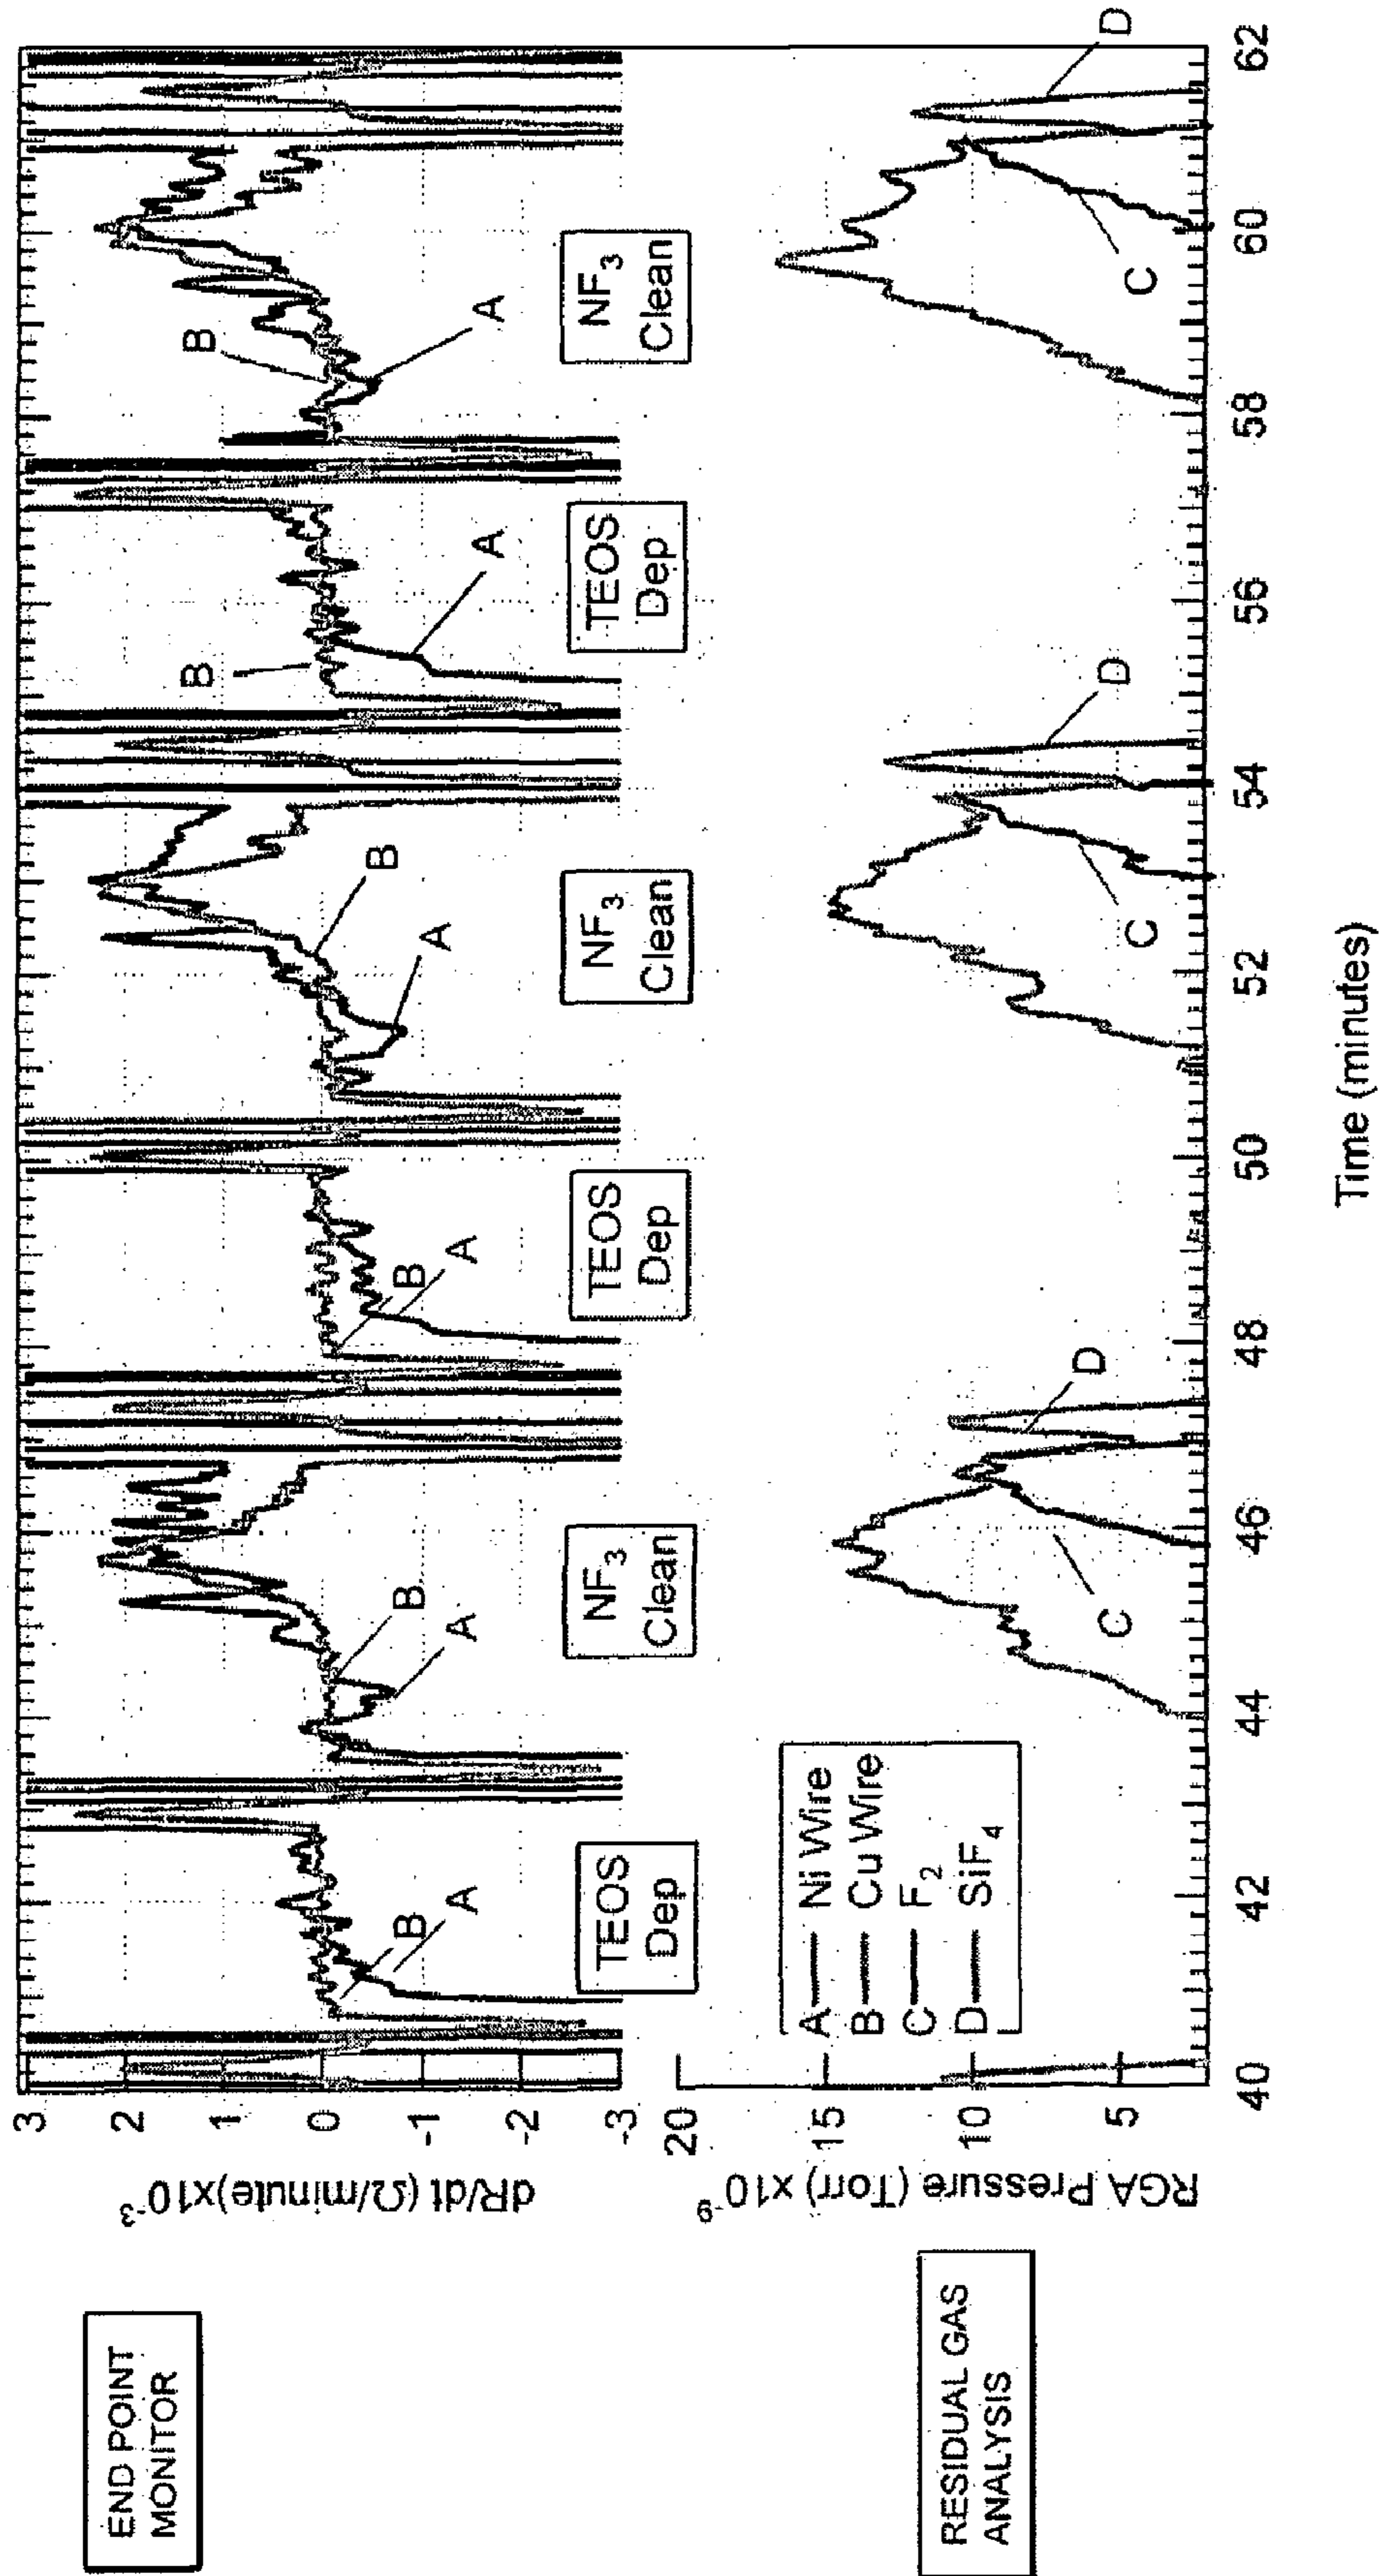 END POINT
MONITOR
dR/dt (Ω/minute)x10⁻³
3
2
1
0
-1
-2
-3
B
A
B
A
B
A
B
A
B
A
B
A
TEOS
Dep
NF₃
Clean
TEOS
Dep
NF₃
Clean
TEOS
Dep
NF₃
Clean
RESIDUAL GAS
ANALYSIS
RGA Pressure (Torr) x10⁻⁹
20
15
10
5
A Ni Wire
B Cu Wire
C F₂
D SiF₄
C
D
C
D
C
D
40
42
44
46
48
50
52
54
56
58
60
62
Time (minutes)